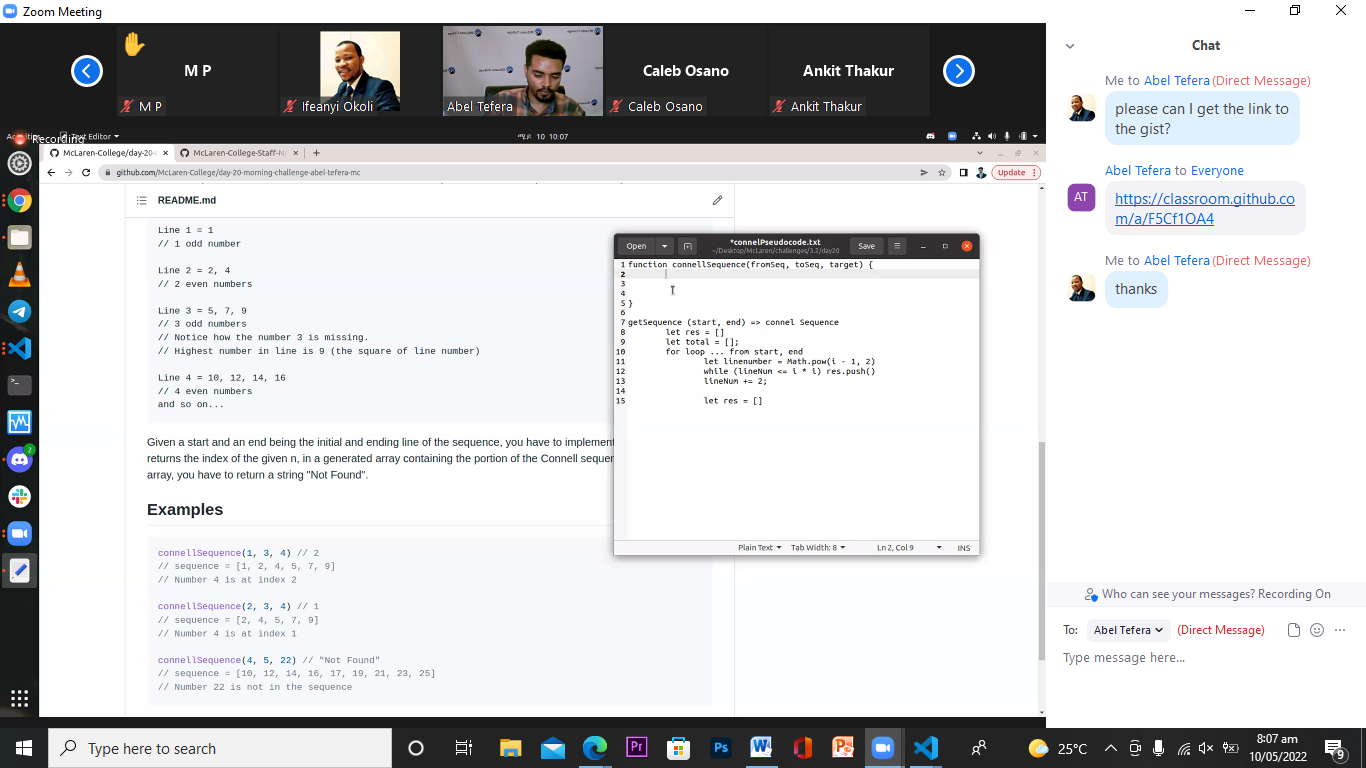 Zoom Meeting
M P
M P
Ifeanyi Okoli
Abel Tefera
Caleb Osano
Caleb Osano
Ankit Thakur
Ankit Thakur
Recording
Text Editor
10 10:07
McLaren-College/day-20-
McLaren-College-Staff-No
github.com/McLaren-College/day-20-morning-challenge-abel-tefera-mc
Update
README.md
Line 1 = 1
// 1 odd number
Line 2 = 2, 4
// 2 even numbers
Line 3 = 5, 7, 9
// 3 odd numbers
// Notice how the number 3 is missing.
// Highest number in line is 9 (the square of line number)
Line 4 = 10, 12, 14, 16
// 4 even numbers
and so on...
Given a start and an end being the initial and ending line of the sequence, you have to implement
returns the index of the given n, in a generated array containing the portion of the Connell sequen
array, you have to return a string "Not Found".
Examples
connellSequence(1, 3, 4) // 2
// sequence = [1, 2, 4, 5, 7, 9]
// Number 4 is at index 2
connellSequence(2, 3, 4) // 1
// sequence = [2, 4, 5, 7, 9]
// Number 4 is at index 1
connellSequence(4, 5, 22) // "Not Found"
// sequence = [10, 12, 14, 16, 17, 19, 21, 23, 25]
// Number 22 is not in the sequence
Open
*connelPseudocode.txt
~/Desktop/McLaren/challenges/3.2/day20
Save
1 function connellSequence(fromSeq, toSeq, target) {
2
3
4
5 }
6
7 getSequence (start, end) => connel Sequence
8 let res = []
9 let total = [];
10 for loop ... from start, end
11 let linenumber = Math.pow(i - 1, 2)
12 while (lineNum <= i * i) res.push()
13 lineNum += 2;
14
15 let res = []
Plain Text Tab Width: 8 Ln 2, Col 9 INS
Chat
Me to Abel Tefera (Direct Message)
please can I get the link to
the gist?
Abel Tefera to Everyone
AT
https://classroom.github.co
m/a/F5Cf1OA4
Me to Abel Tefera (Direct Message)
thanks
Who can see your messages? Recording On
To: Abel Tefera (Direct Message)
Type message here...
2
Type here to search
Pr
Ps
W
P
25°C
8:07 am
10/05/2022
9